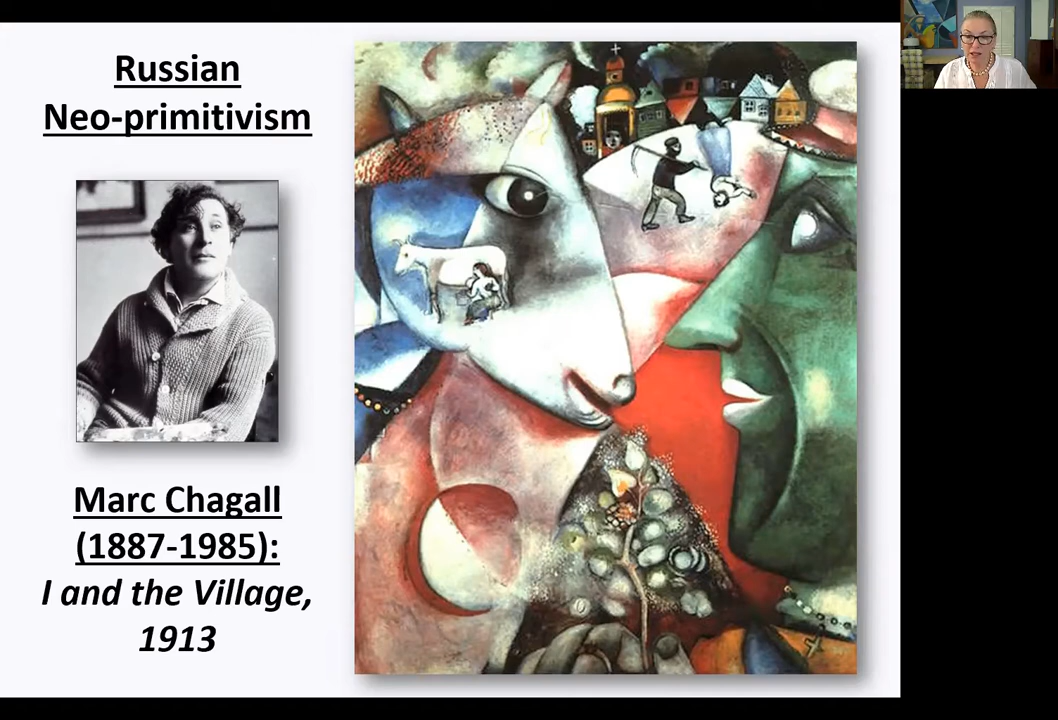 Russian
Neo-primitivism
Marc Chagall
(1887-1985):
I and the Village,
1913